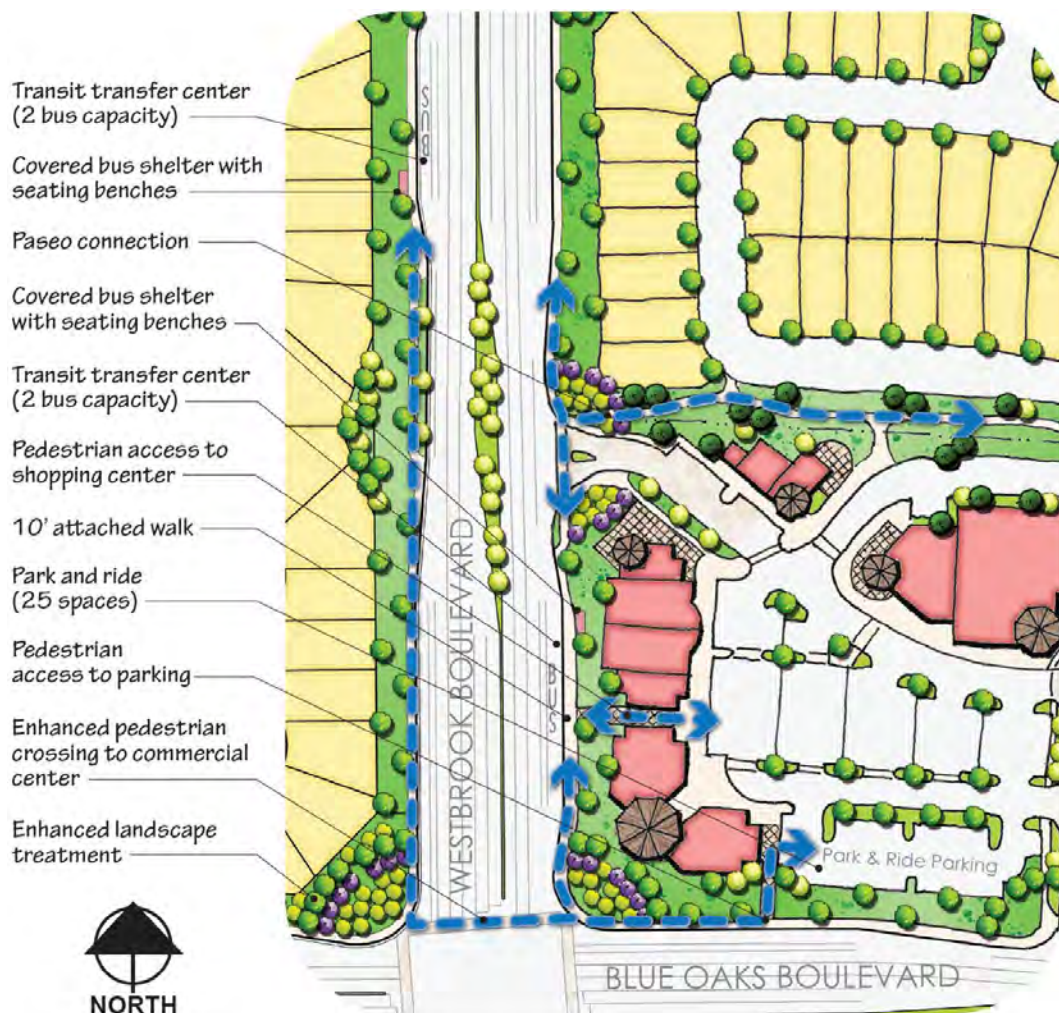 Transit transfer center
(2 bus capacity)
Covered bus shelter with
seating benches
Paseo connection
Covered bus shelter
with seating benches
Transit transfer center
(2 bus capacity)
Pedestrian access to
shopping center
10' attached walk
Park and ride
(25 spaces)
Pedestrian
access to parking
Enhanced pedestrian
crossing to commercial
center
Enhanced landscape
treatment
NORTH
BUS
WESTBROOK BOULEVARD
BUS
Park & Ride Parking
BLUE OAKS BOULEVARD